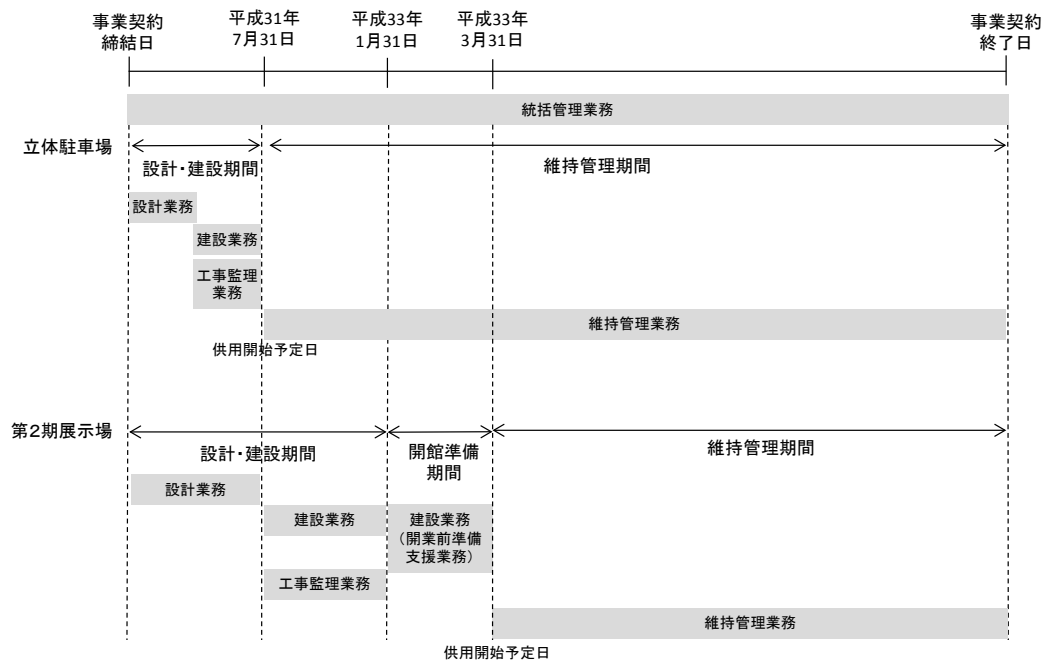 事業契約
締結日
平成31年
7月31日
平成33年
1月31日
平成33年
3月31日
事業契約
終了日
統括管理業務
立体駐車場
設計・建設期間
維持管理期間
設計業務
建設業務
工事監理
業務
維持管理業務
供用開始予定日
第2期展示場
設計・建設期間
開館準備
期間
維持管理期間
設計業務
建設業務
建設業務
（開業前準備
支援業務）
工事監理業務
維持管理業務
供用開始予定日